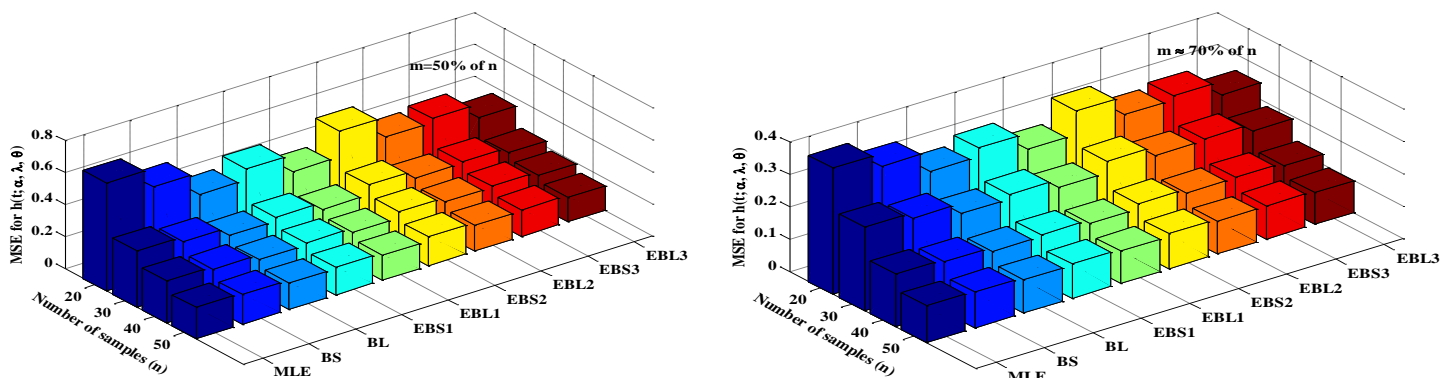 m=50% of n
MSE for h(t; α, λ, θ)
0.8
0.6
0.4
0.2
0
20
30
40
50
Number of samples (n)
MLE
BS
BL
EBS1
EBL1
EBS2
EBL2
EBS3
EBL3
m ≈ 70% of n
MSE for h(t; α, λ, θ)
0.4
0.3
0.2
0.1
0
20
30
40
50
Number of samples (n)
MLE
BS
BL
EBS1
EBL1
EBS2
EBL2
EBS3
EBL3